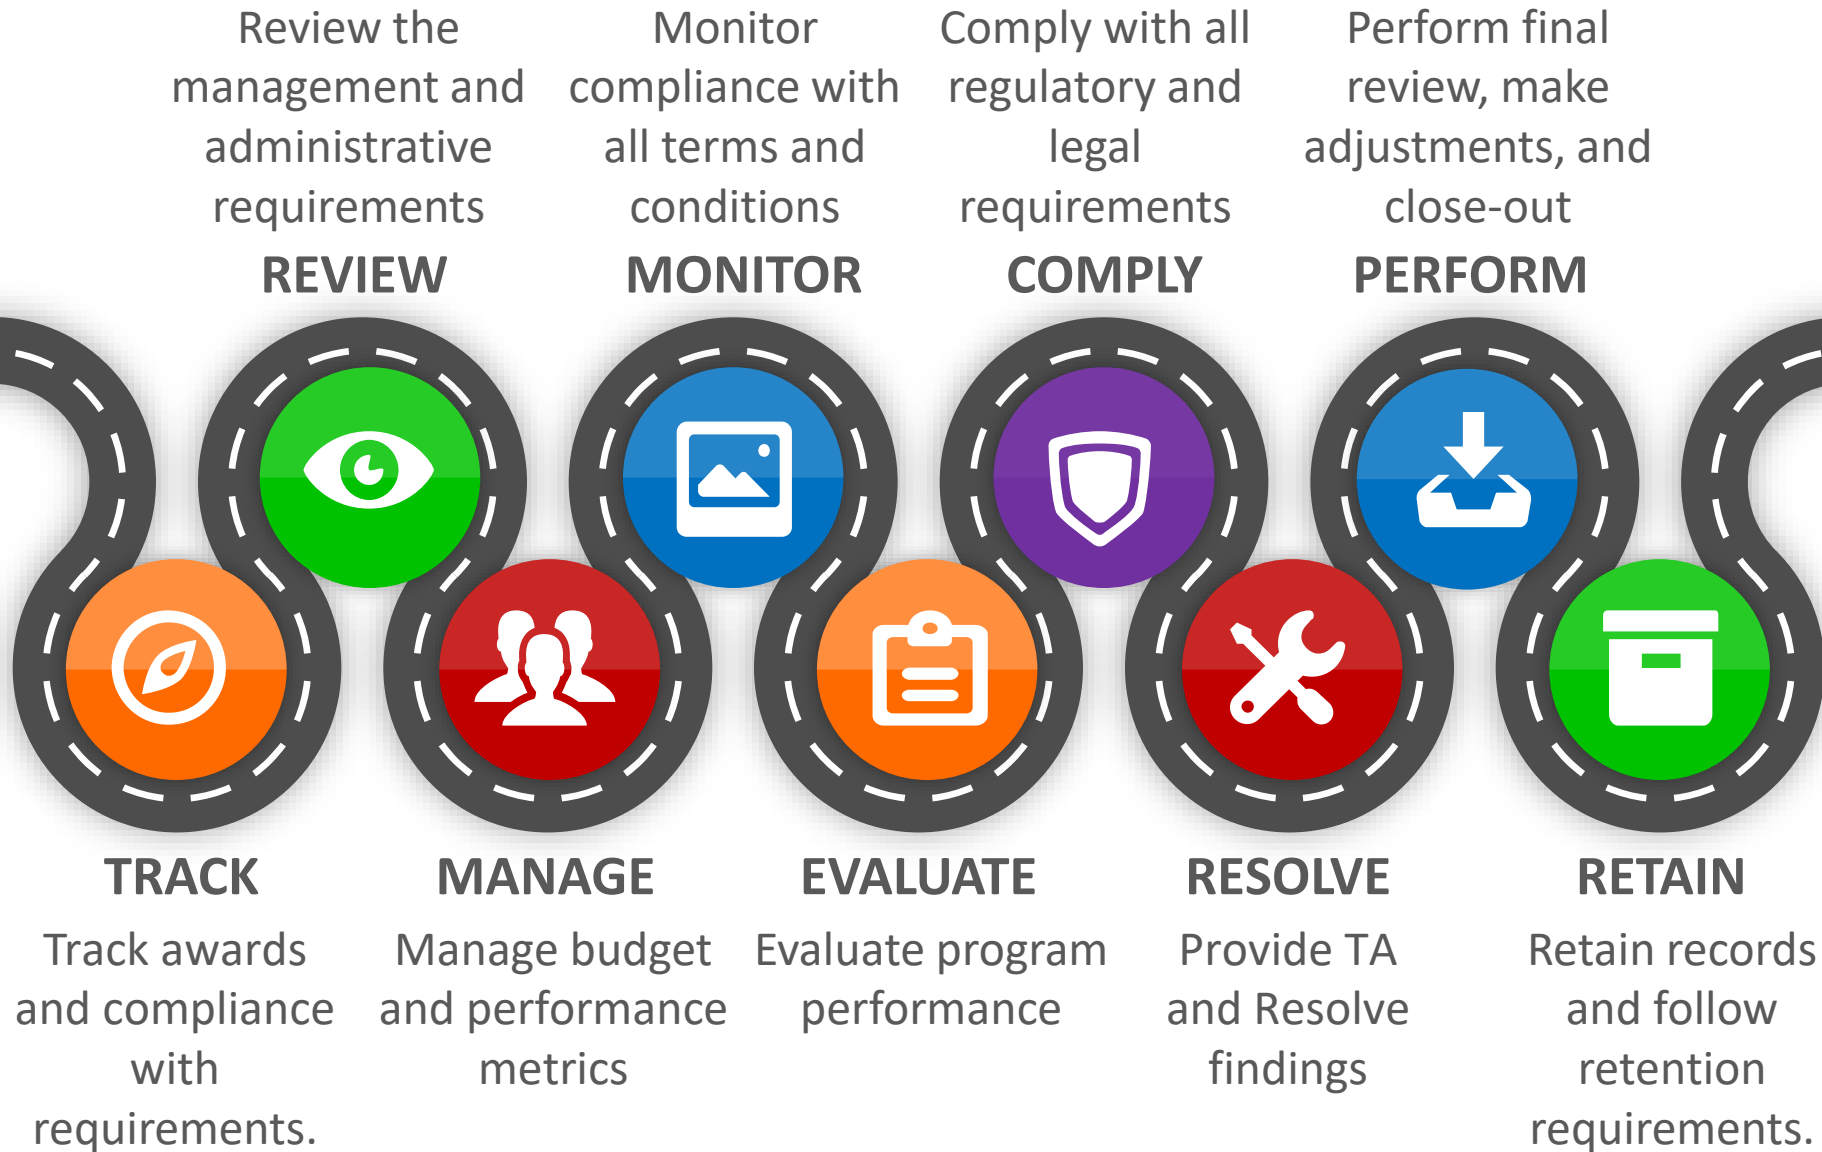 Review the
management and
administrative
requirements
REVIEW
Monitor
compliance with
all terms and
conditions
MONITOR
Comply with all
regulatory and
legal
requirements
COMPLY
Perform final
review, make
adjustments, and
close-out
PERFORM
TRACK
Track awards
and compliance
with
requirements.
MANAGE
Manage budget
and performance
metrics
EVALUATE
Evaluate program
performance
RESOLVE
Provide TA
and Resolve
findings
RETAIN
Retain records
and follow
retention
requirements.